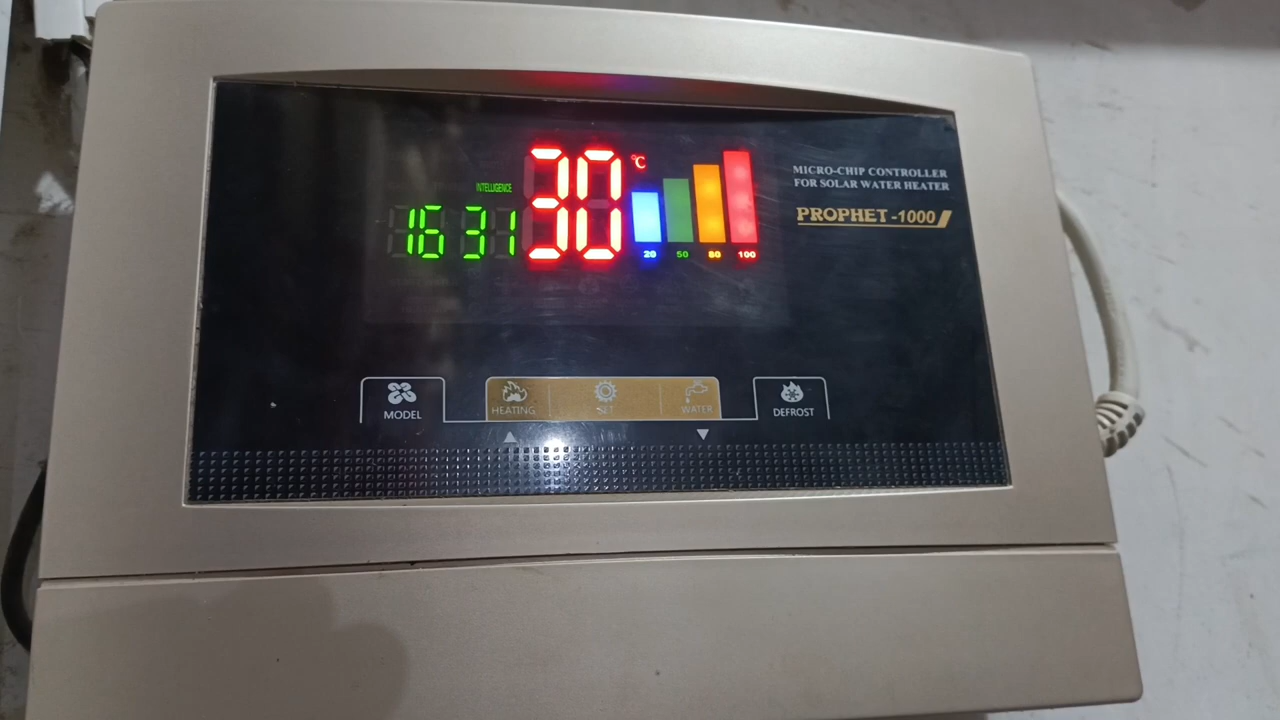 MICRO-CHIP CONTROLLER
FOR SOLAR WATER HEATER
PROPHET-1000
INTELLIGENCE
16 31
30 °C
20 50 80 100
MODEL
HEATING
SET
WATER
DEFROST